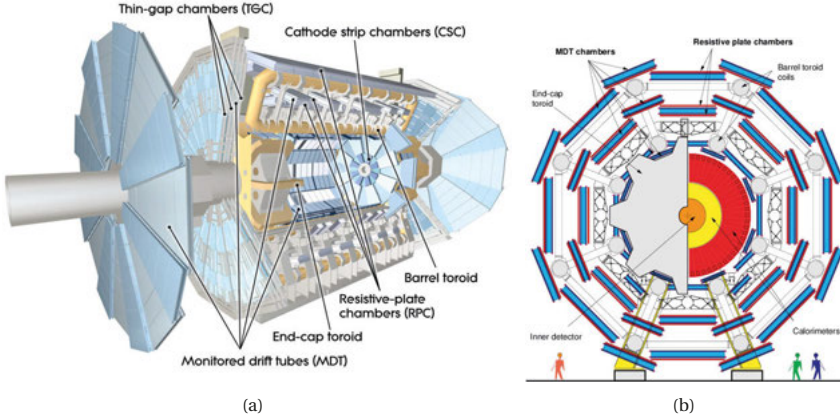 Thin-gap chambers (TGC)
Cathode strip chambers (CSC)
Barrel toroid
Resistive-plate
chambers (RPC)
End-cap toroid
Monitored drift tubes (MDT)
(a)
Resistive plate chambers
MDT chambers
Barrel toroid
coils
End-cap
toroid
Inner detector
Calorimeters
(b)